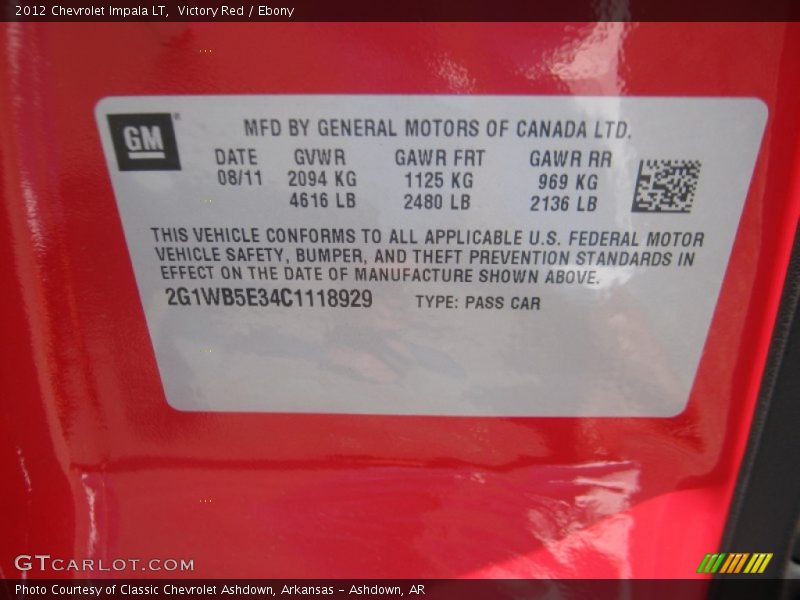 2012 Chevrolet Impala LT, Victory Red / Ebony
GM
MFD BY GENERAL MOTORS OF CANADA LTD.
DATE GVWR GAWR FRT GAWR RR
08/11 2094 KG 1125 KG 969 KG
4616 LB 2480 LB 2136 LB
THIS VEHICLE CONFORMS TO ALL APPLICABLE U.S. FEDERAL MOTOR
VEHICLE SAFETY, BUMPER, AND THEFT PREVENTION STANDARDS IN
EFFECT ON THE DATE OF MANUFACTURE SHOWN ABOVE.
2G1WB5E34C1118929 TYPE: PASS CAR
GTCARLOT.COM
Photo Courtesy of Classic Chevrolet Ashdown, Arkansas - Ashdown, AR